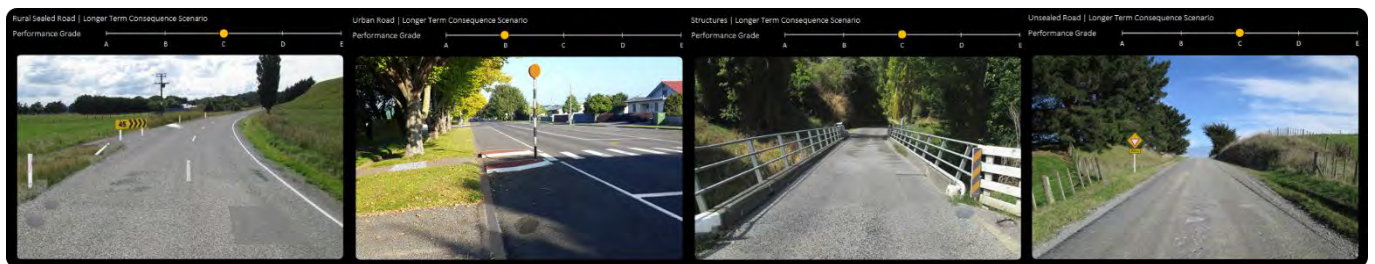 Rural Sealed Road | Longer Term Consequence Scenario
Performance Grade
A B C D E
45
Urban Road | Longer Term Consequence Scenario
Performance Grade
A B C D E
Structures | Longer Term Consequence Scenario
Performance Grade
A B C D E
Unsealed Road | Longer Term Consequence Scenario
Performance Grade
A B C D E